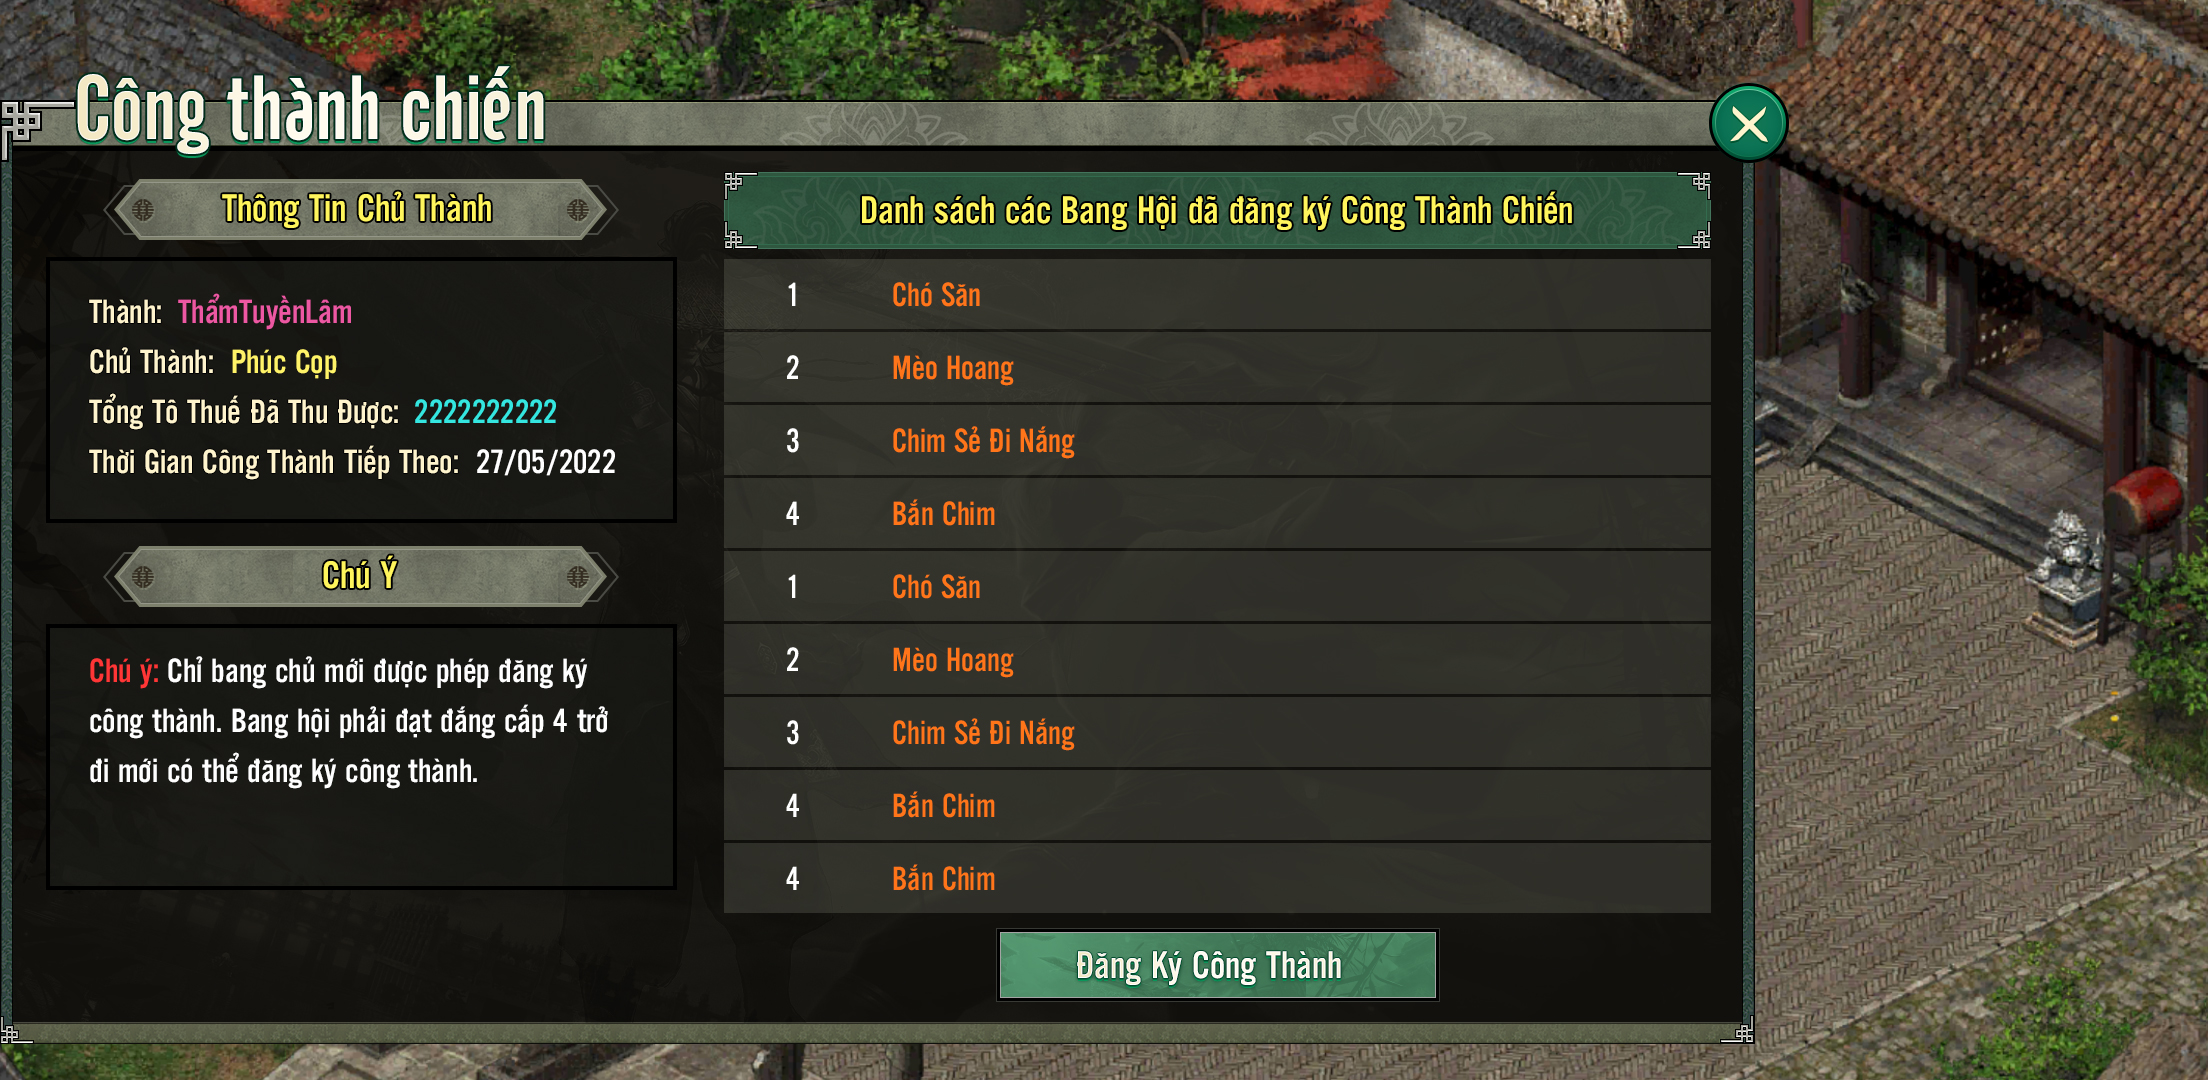 Công thành chiến
Thông Tin Chủ Thành
Thành: ThẩmTuyềnLâm
Chủ Thành: Phúc Cọp
Tổng Tô Thuế Đã Thu Được: 2222222222
Thời Gian Công Thành Tiếp Theo: 27/05/2022
Chú Ý
Chú ý: Chỉ bang chủ mới được phép đăng ký
công thành. Bang hội phải đạt đẳng cấp 4 trở
đi mới có thể đăng ký công thành.
Danh sách các Bang Hội đã đăng ký Công Thành Chiến
1 Chó Săn
2 Mèo Hoang
3 Chim Sẻ Đi Nắng
4 Bắn Chim
1 Chó Săn
2 Mèo Hoang
3 Chim Sẻ Đi Nắng
4 Bắn Chim
4 Bắn Chim
Đăng Ký Công Thành